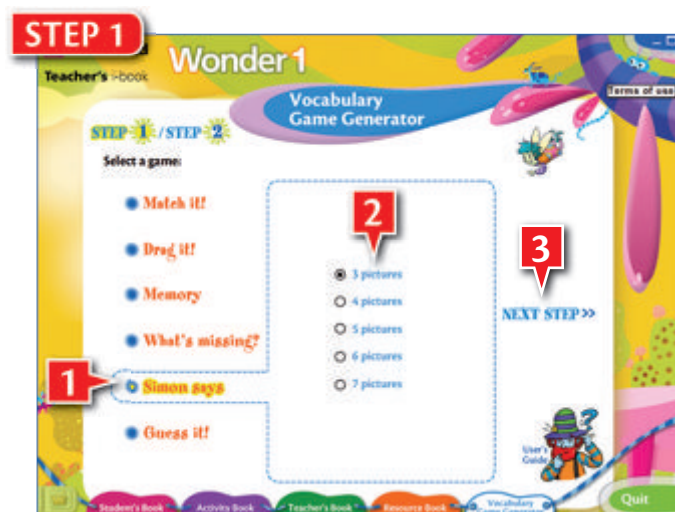 STEP 1
Teacher's i-book
Wonder 1
Terms of use
Vocabulary
Game Generator
STEP 1 / STEP 2
Select a game:
Match it!
Drag it!
Memory
What's missing?
Simon says
Guess it!
1
2
3 pictures
4 pictures
5 pictures
6 pictures
7 pictures
3
NEXT STEP >>
User's
Guide
Student's Book
Activity Book
Teacher's Book
Resource Book
Vocabulary
Game Generator
Quit